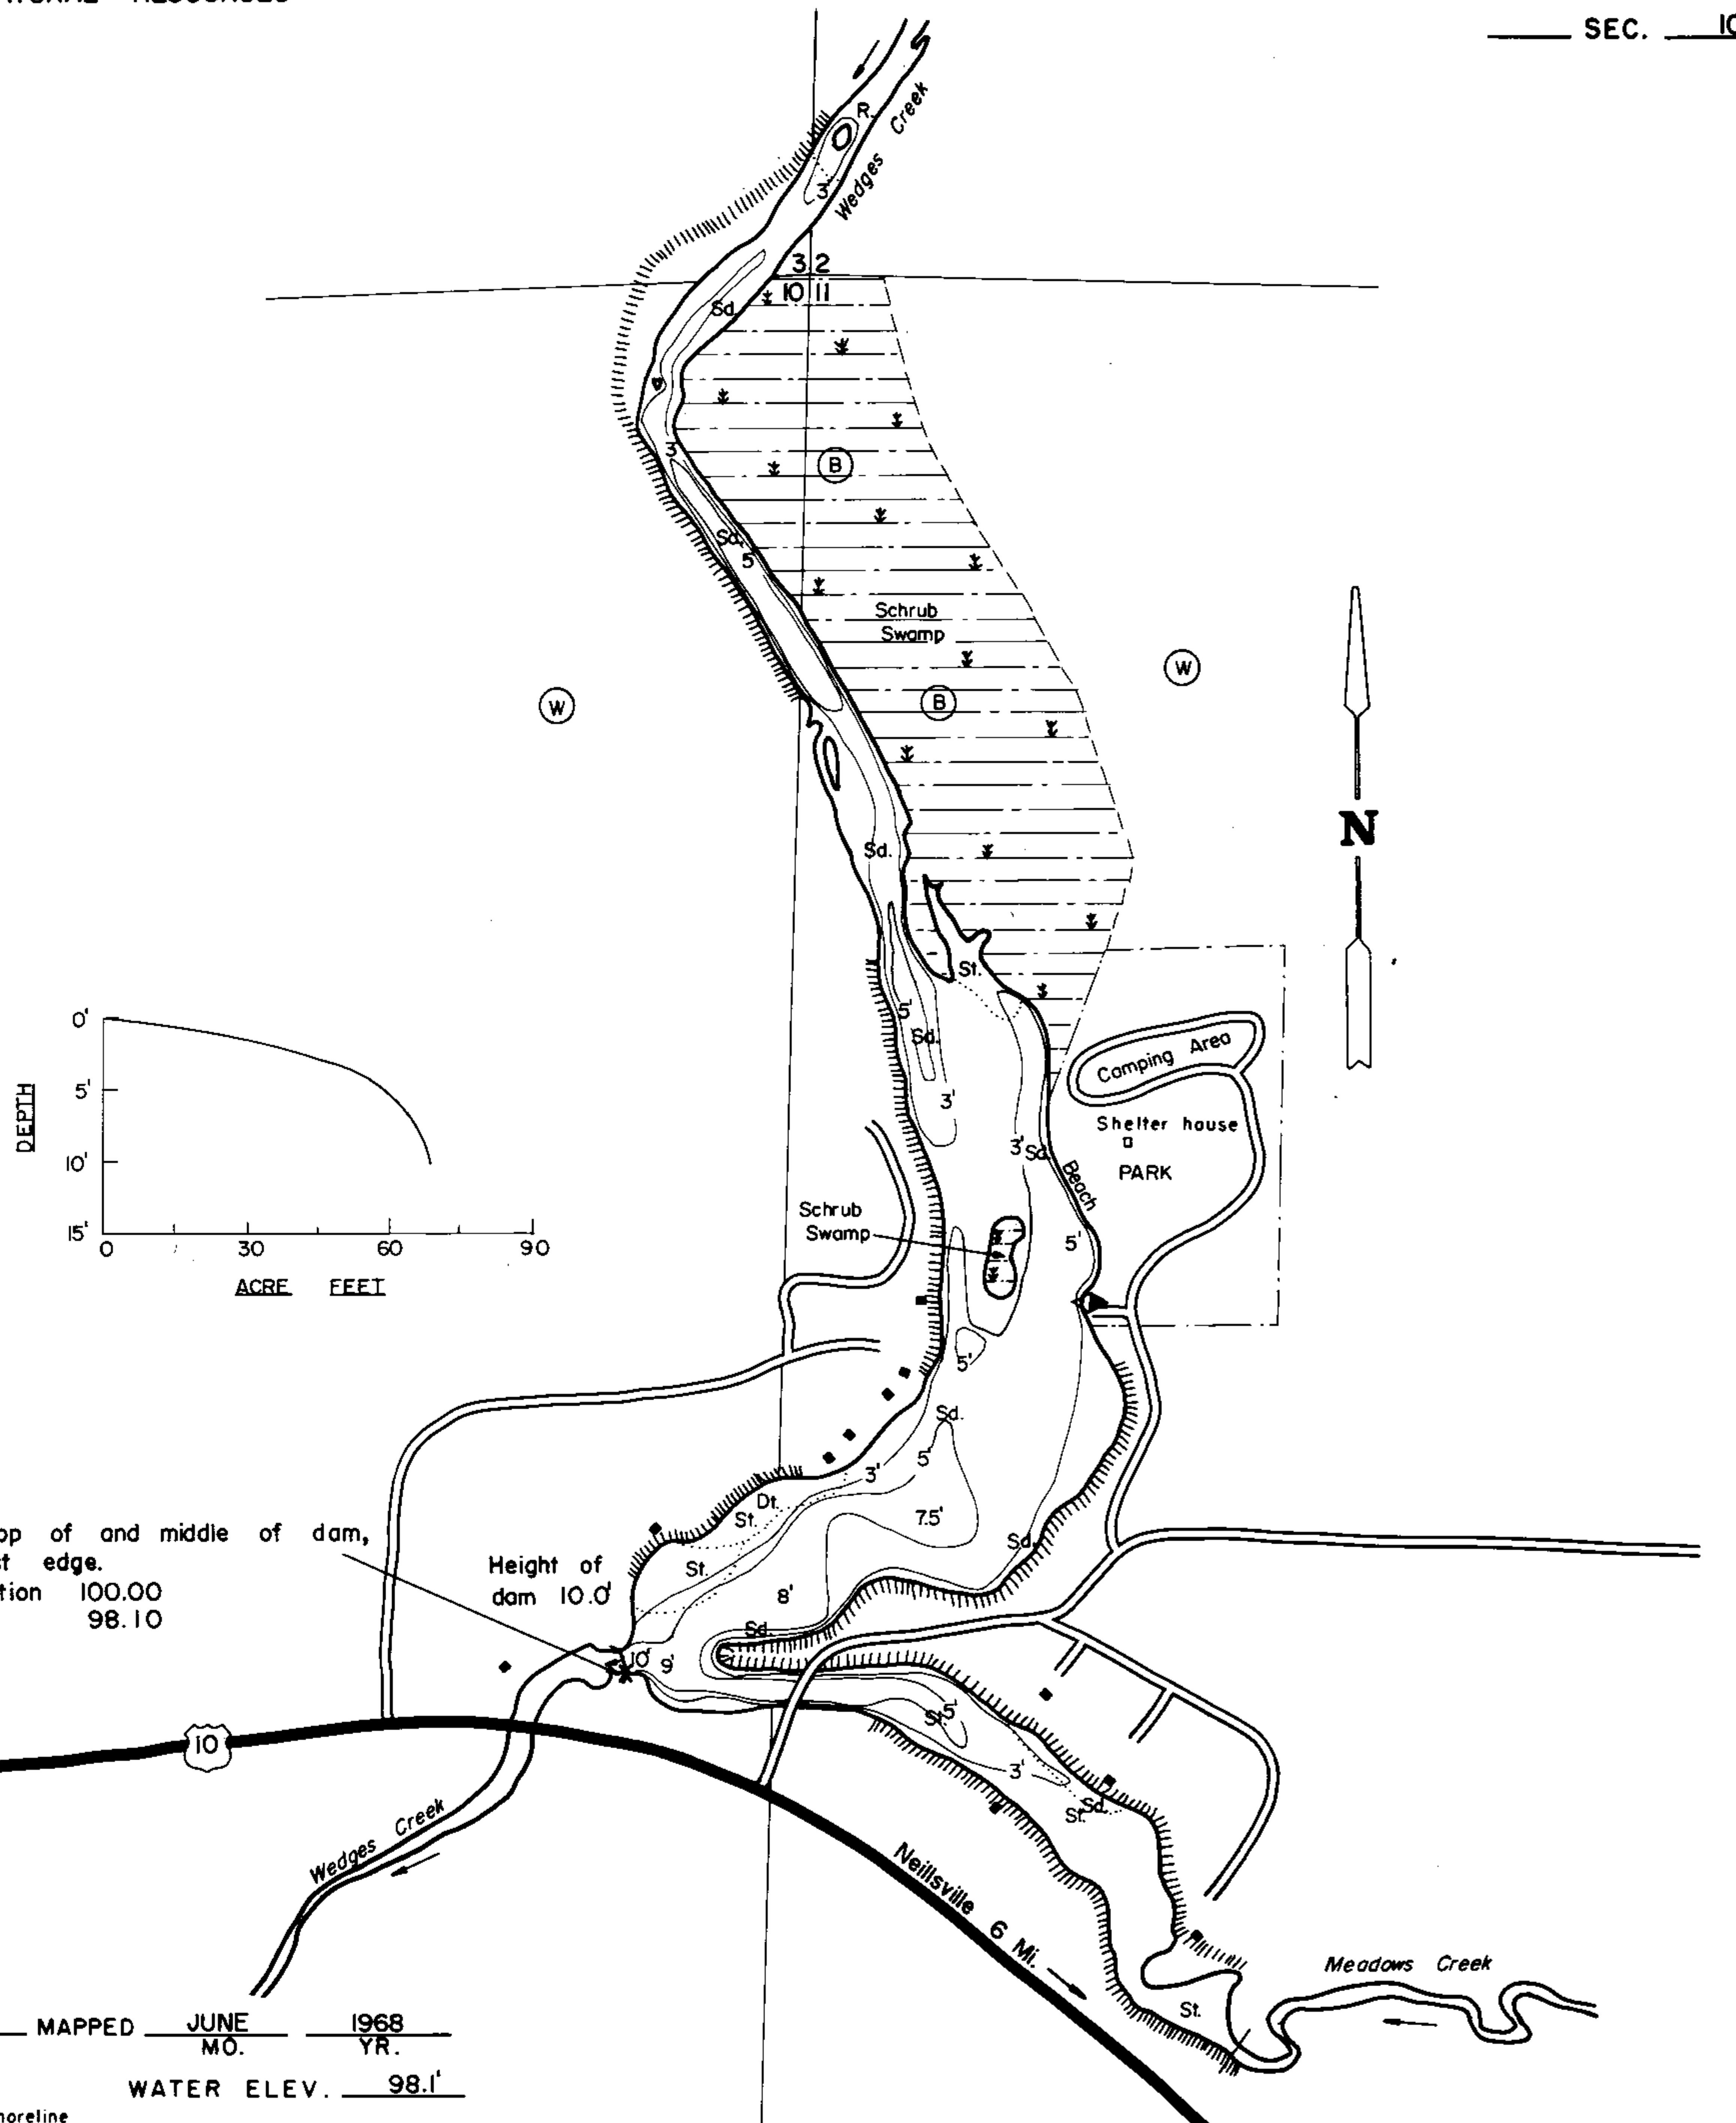 SEC. 10
R.
Wedges Creek
3'
3 2
10 11
Sd.
3'
B
Sd.
5'
Schrub
Swamp
W
W
B
N
Sd.
St.
5'
Sd.
3'
Camping Area
Shelter house
PARK
3'
Sd.
Beach
5'
Schrub
Swamp
0'
5'
10'
15'
DEPTH
0 30 60 90
ACRE FEET
5'
Sd.
5'
3'
7.5'
Dt.
St.
St.
Sd.
8'
Sd.
10'
9'
op of and middle of dam,
st edge.
tion 100.00
98.10
Height of
dam 10.0'
St.
5'
3'
St.
Sd.
10
Wedges Creek
Neillsville 6 Mi.
Meadows Creek
St.
MAPPED JUNE 1968
MO. YR.
WATER ELEV. 98.1'
horeline